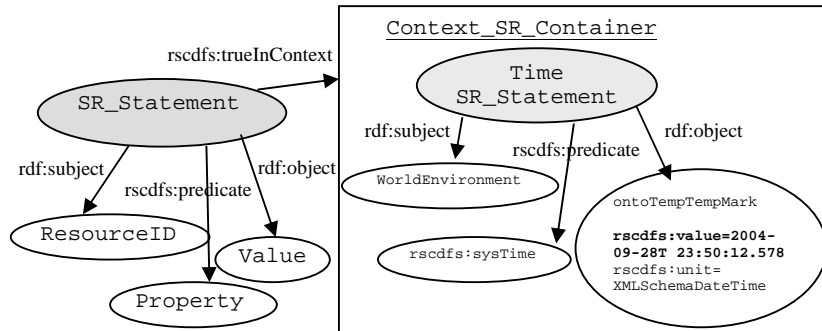 Context_SR_Container
rscdfs:trueInContext
SR_Statement
rdf:subject
rscdfs:predicate
rdf:object
ResourceID
Value
Property
Time
SR_Statement
rdf:subject
rscdfs:predicate
rdf:object
WorldEnvironment
rscdfs:sysTime
ontoTempTempMark
rscdfs:value=2004-
09-28T 23:50:12.578
rscdfs:unit=
XMLSchemaDateTime